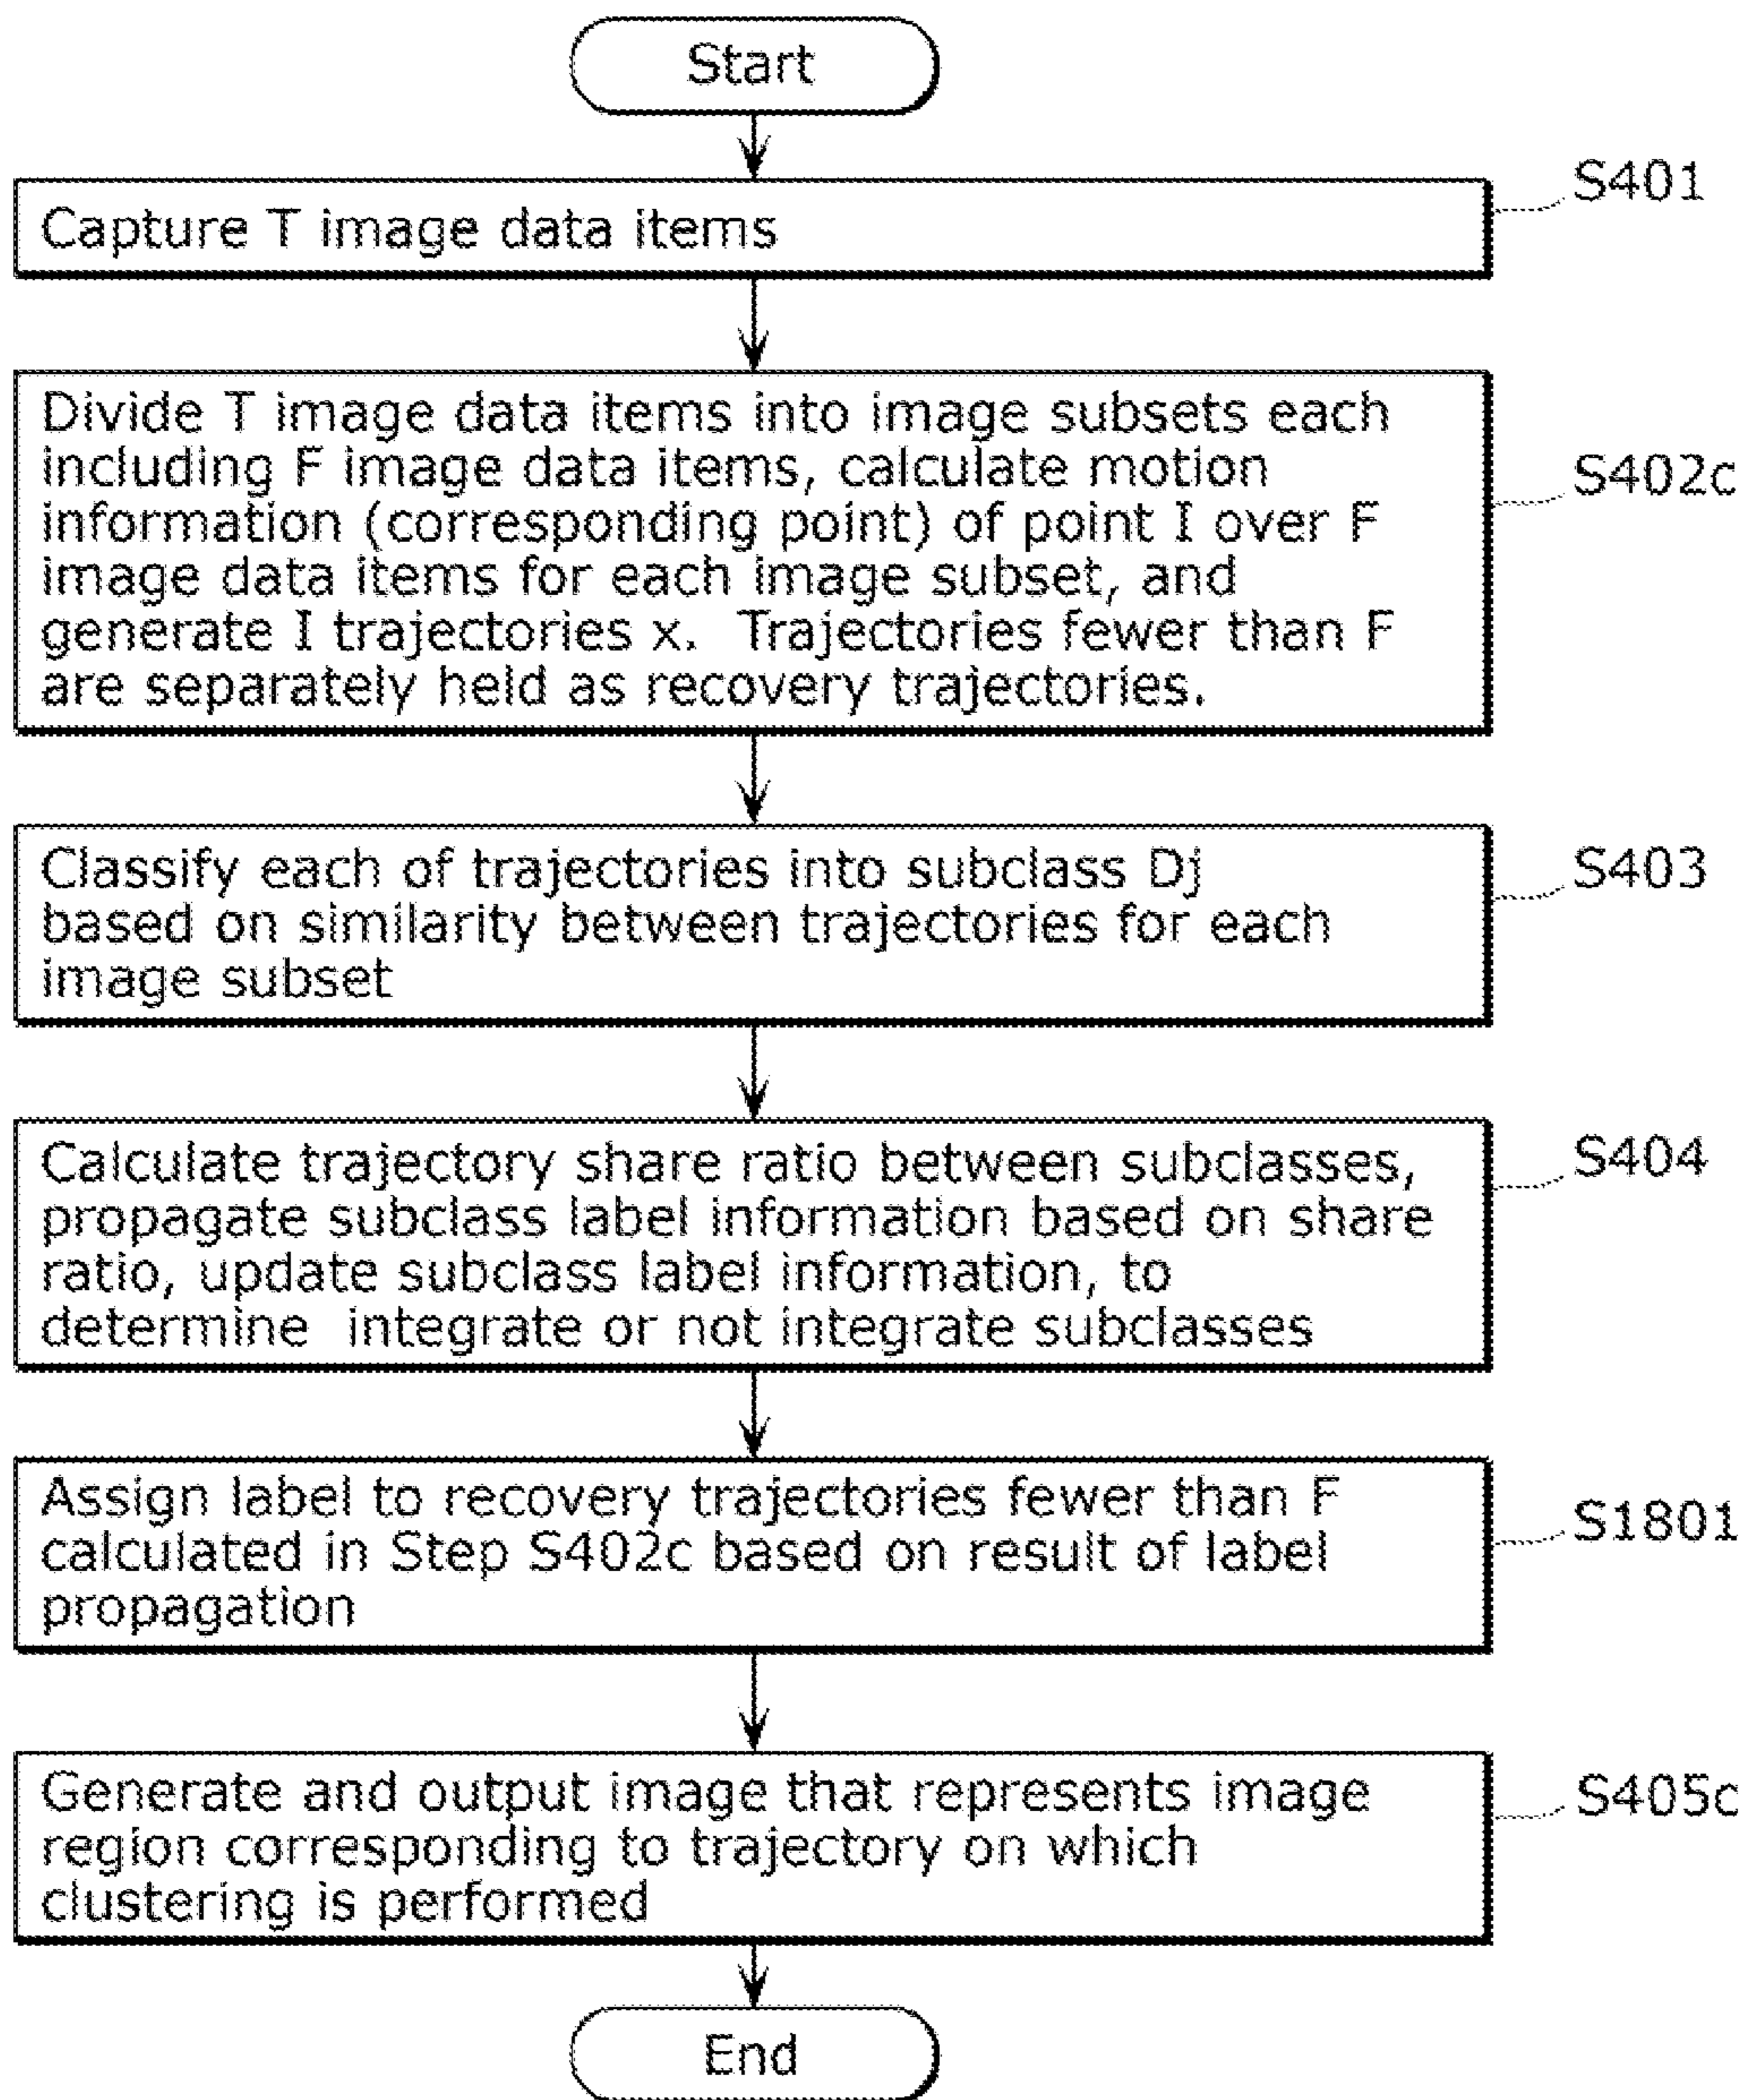 Start
S401
Capture T image data items
Divide T image data items into image subsets each
including F image data items, calculate motion
information (corresponding point) of point I over F
image data items for each image subset, and
generate I trajectories x. Trajectories fewer than F
are separately held as recovery trajectories.
S402c
Classify each of trajectories into subclass Dj
based on similarity between trajectories for each
image subset
S403
Calculate trajectory share ratio between subclasses,
propagate subclass label information based on share
ratio, update subclass label information, to
determine integrate or not integrate subclasses
S404
Assign label to recovery trajectories fewer than F
calculated in Step S402c based on result of label
propagation
S1801
Generate and output image that represents image
region corresponding to trajectory on which
clustering is performed
S405c
End